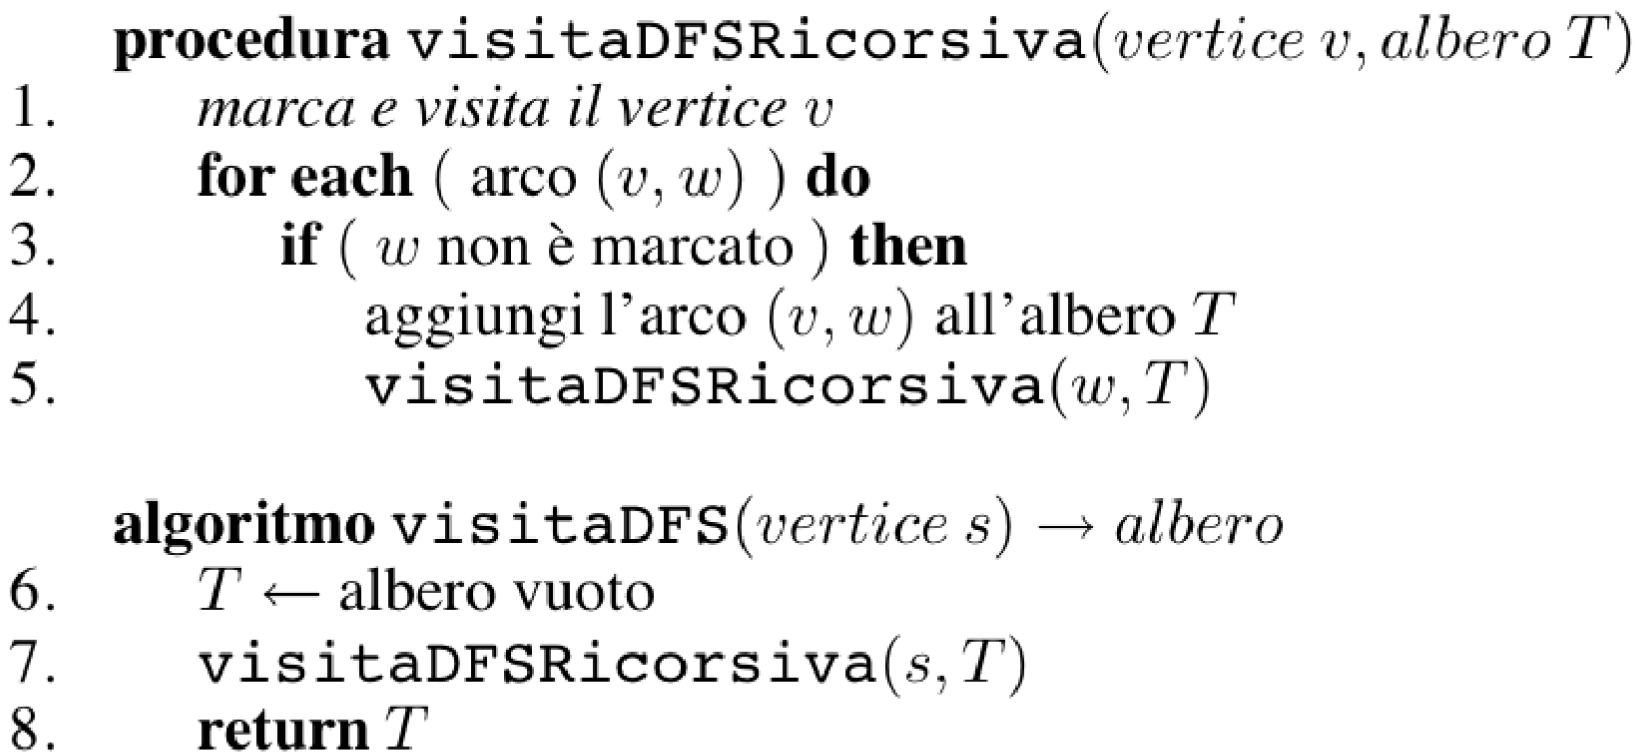 procedura visitaDFSRicorsiva(vertice v, albero T)
1. marca e visita il vertice v
2. for each ( arco (v, w) ) do
3. if ( w non è marcato ) then
4. aggiungi l'arco (v, w) all'albero T
5. visitaDFSRicorsiva(w, T)
algoritmo visitaDFS(vertice s) → albero
6. T ← albero vuoto
7. visitaDFSRicorsiva(s, T)
8. return T